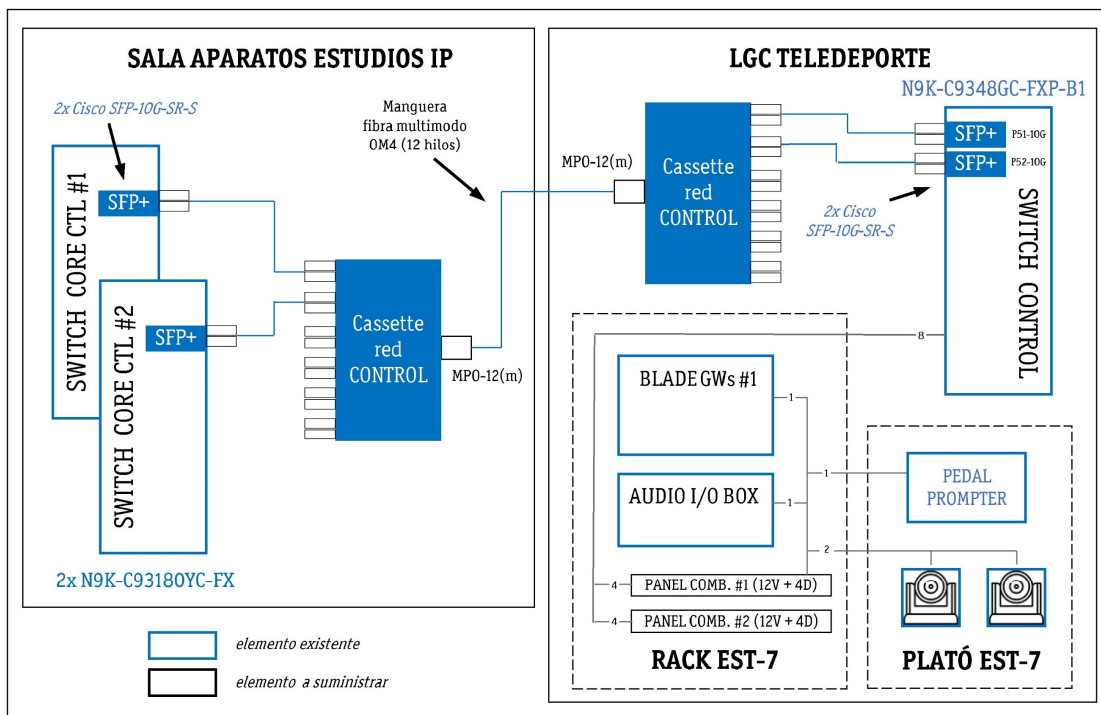 SALA APARATOS ESTUDIOS IP
2x Cisco SFP-10G-SR-S
Manguera
fibra multimodo
OM4 (12 hilos)
SWITCH CORE CTL #1
SFP+
SWITCH CORE CTL #2
SFP+
Cassette
red
CONTROL
MPO-12(m)
2x N9K-C93180YC-FX
elemento existente
elemento a suministrar
LGC TELEDEPORTE
N9K-C9348GC-FXP-B1
MPO-12(m)
Cassette
red
CONTROL
SFP+
P51-10G
SFP+
P52-10G
2x Cisco
SFP-10G-SR-S
SWITCH CONTROL
8
BLADE GWs #1
1
AUDIO I/O BOX
1
1
2
4
PANEL COMB. #1 (12V + 4D)
4
PANEL COMB. #2 (12V + 4D)
RACK EST-7
PEDAL
PROMPTER
PLATÓ EST-7